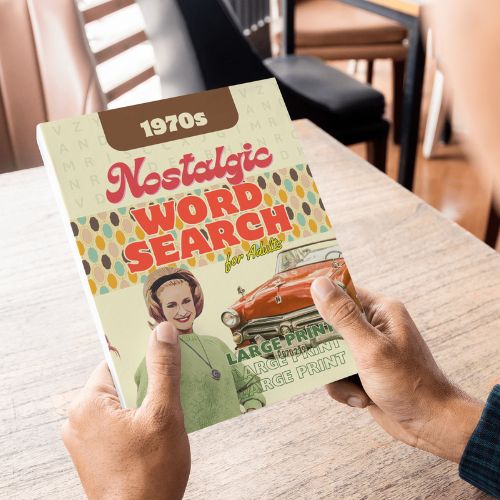 1970s
Nostalgic
WORD
SEARCH
for Adults
LARGE PRINT
LARGE PRINT
LARGE PRINT